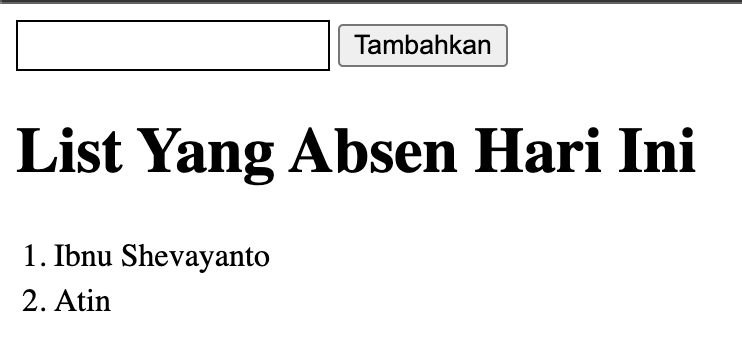 Tambahkan
List Yang Absen Hari Ini
1. Ibnu Shevayanto
2. Atin